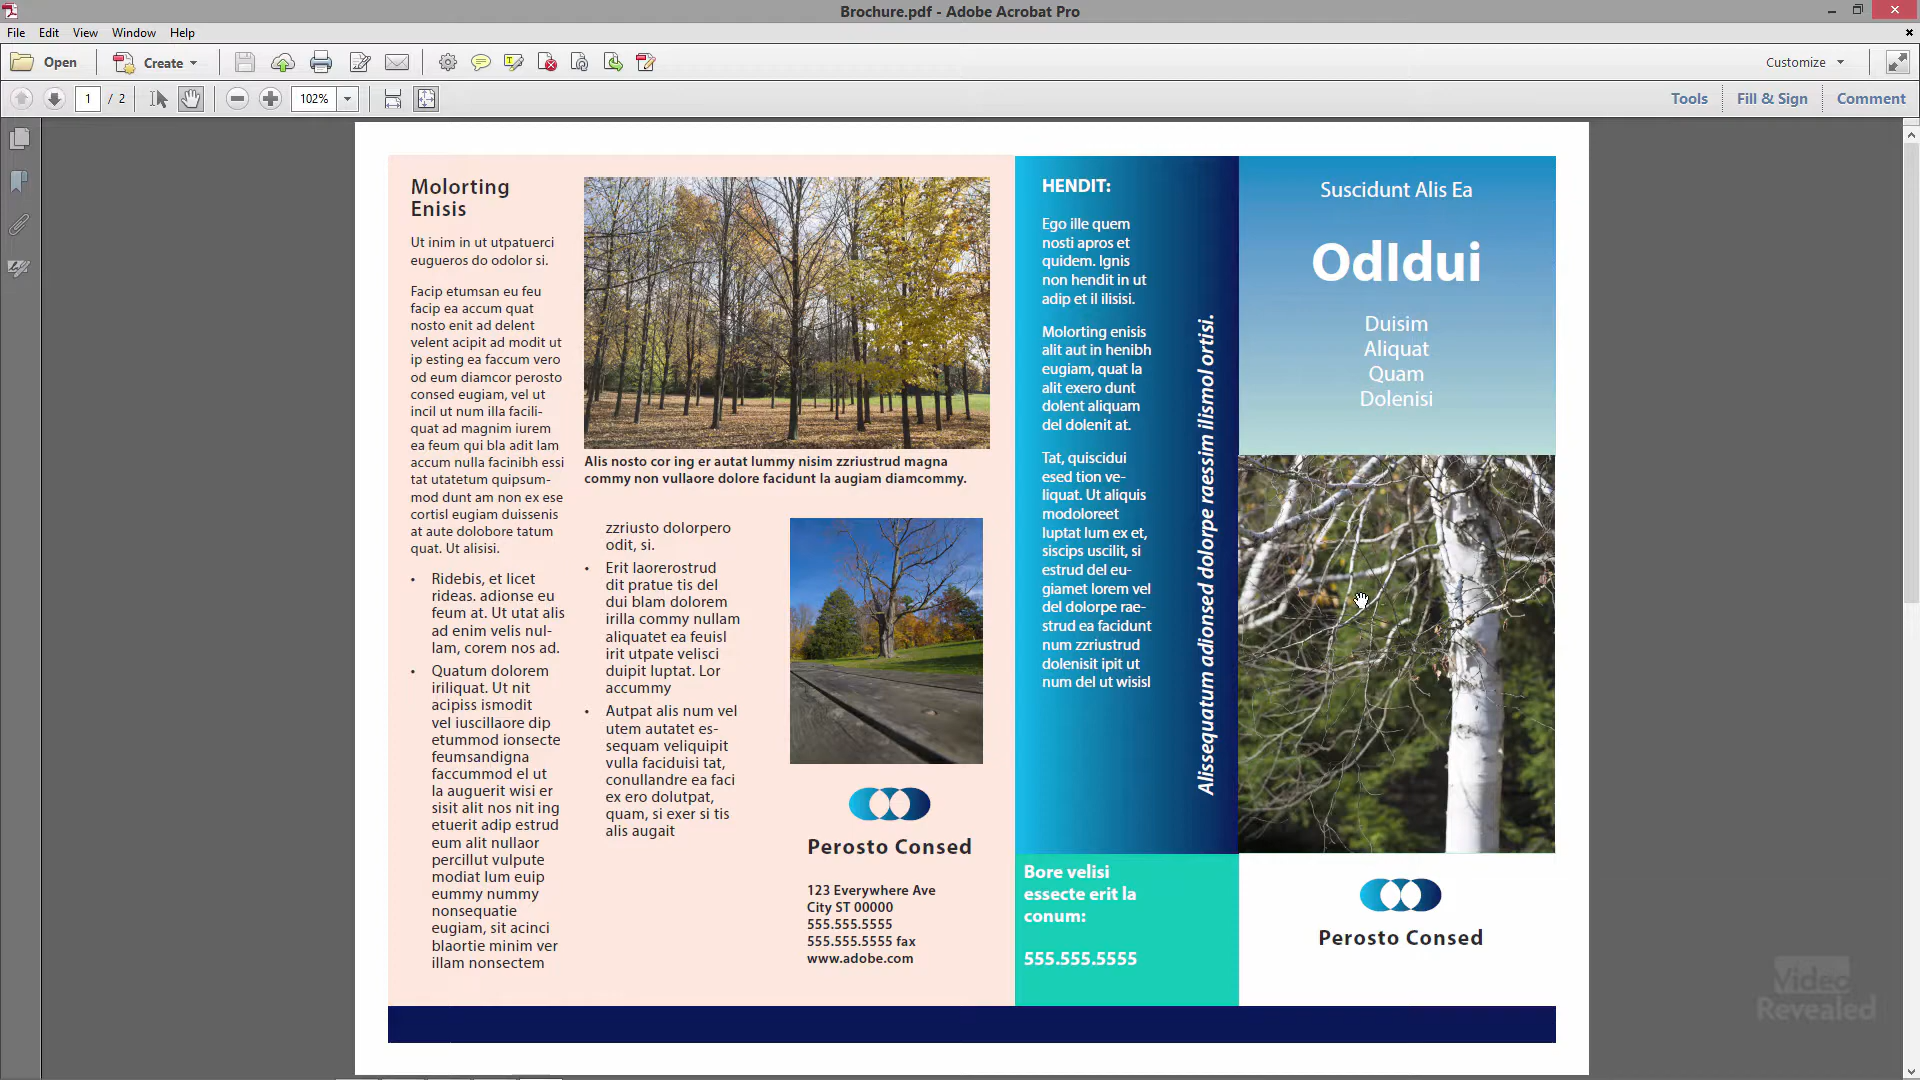 Brochure.pdf - Adobe Acrobat Pro
File Edit View Window Help
Open Create Customize
1 / 2 102% Tools Fill & Sign Comment
Molorting
Enisis
Ut inim in ut utpatuerci
eugueros do odolor si.
Facip etumsan eu feu
facip ea accum quat
nosto enit ad delent
velent acipit ad modit ut
ip esting ea faccum vero
od eum diamcor perosto
consed eugiam, vel ut
incil ut num illa facili-
quat ad magnim iurem
ea feum qui bla adit lam
accum nulla facinibh essi
tat utatetum quipsum-
mod dunt am non ex ese
cortisl eugiam duissenis
at aute dolobore tatum
quat. Ut alisisi.
• Ridebis, et licet
rideas. adionse eu
feum at. Ut utat alis
ad enim velis nul-
lam, corem nos ad.
• Quatum dolorem
iriliquat. Ut nit
acipiss ismodit
vel iuscillaore dip
etummod ionsecte
feumsandigna
faccummod el ut
la auguerit wisi er
sisit alit nos nit ing
etuerit adip estrud
eum alit nullaor
percillut vulpute
modiat lum euip
eummy nummy
nonsequatie
eugiam, sit acinci
blaortie minim ver
illam nonsectem
Alis nosto cor ing er autat lummy nisim zzriustrud magna
commy non vullaore dolore facidunt la augiam diamcommy.
zzriusto dolorpero
odit, si.
• Erit laorerostrud
dit pratue tis del
dui blam dolorem
irilla commy nullam
aliquatet ea feuisl
irit utpate velisci
duipit luptat. Lor
accummy
• Autpat alis num vel
utem autatet es-
sequam veliquipit
vulla faciduisi tat,
conullandre ea faci
ex ero dolutpat,
quam, si exer si tis
alis augait
Perosto Consed
123 Everywhere Ave
City ST 00000
555.555.5555
555.555.5555 fax
www.adobe.com
HENDIT:
Ego ille quem
nosti apros et
quidem. Ignis
non hendit in ut
adip et il ilisisi.
Molorting enisis
alit aut in henibh
eugiam, quat la
alit exero dunt
dolent aliquam
del dolenit at.
Tat, quiscidui
esed tion ve-
liquat. Ut aliquis
modoloreet
luptat lum ex et,
siscips uscilit, si
estrud del eu-
giamet lorem vel
del dolorpe rae-
strud ea facidunt
num zzriustrud
dolenisit ipit ut
num del ut wisisl
Alissequatum adionsed dolorpe raessim ilismol ortisi.
Bore velisi
essecte erit la
conum:
555.555.5555
Suscidunt Alis Ea
OdIdui
Duisim
Aliquat
Quam
Dolenisi
Perosto Consed
Video
Revealed